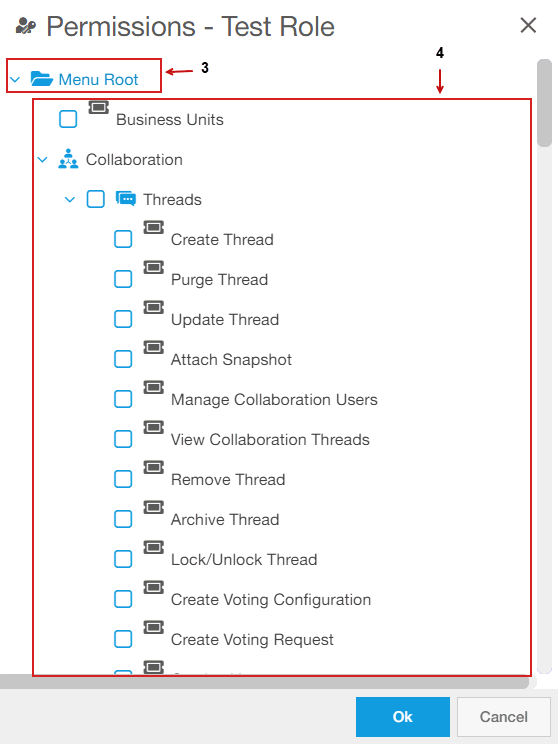 Permissions - Test Role
4
Menu Root
3
Business Units
Collaboration
Threads
Create Thread
Purge Thread
Update Thread
Attach Snapshot
Manage Collaboration Users
View Collaboration Threads
Remove Thread
Archive Thread
Lock/Unlock Thread
Create Voting Configuration
Create Voting Request
Ok Cancel